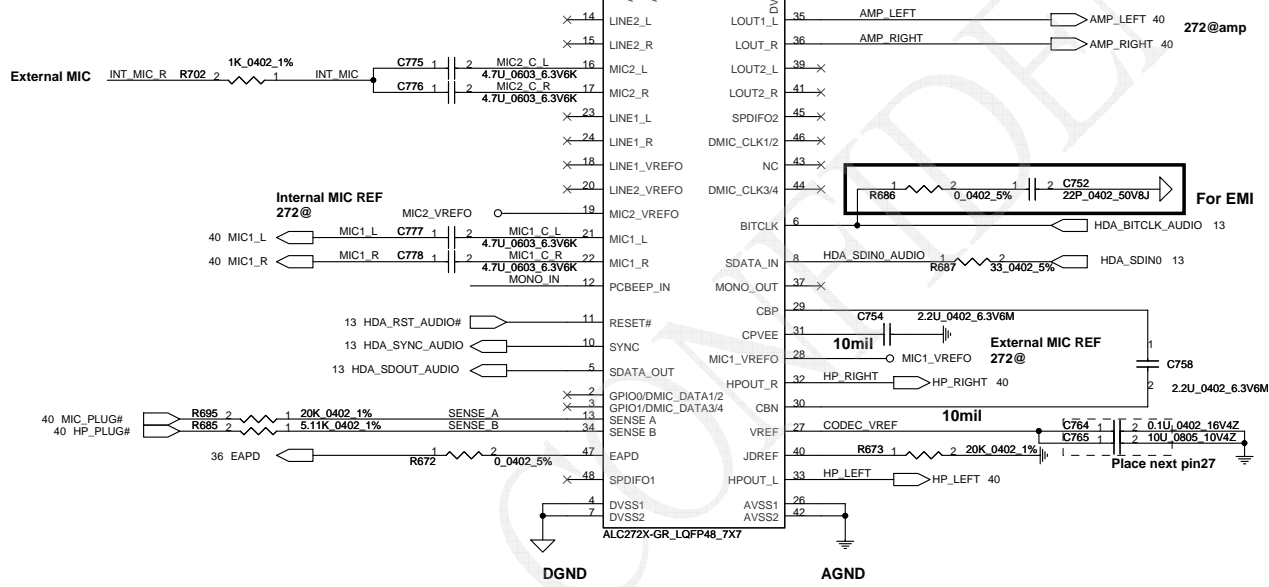 DV
14 LINE2_L LOUT1_L 35 AMP_LEFT AMP_LEFT 40
272@amp
15 LINE2_R LOUT_R 36 AMP_RIGHT AMP_RIGHT 40
External MIC INT_MIC_R R702 2 1K_0402_1% 1 INT_MIC
C775 1 2 MIC2_C_L 16 MIC2_L LOUT2_L 39
4.7U_0603_6.3V6K
C776 1 2 MIC2_C_R 17 MIC2_R LOUT2_R 41
4.7U_0603_6.3V6K
23 LINE1_L SPDIFO2 45
24 LINE1_R DMIC_CLK1/2 46
18 LINE1_VREFO NC 43
20 LINE2_VREFO DMIC_CLK3/4 44
R686 1 2 0_0402_5% 1 2 C752 22P_0402_50V8J
For EMI
Internal MIC REF
272@
MIC2_VREFO 19 MIC2_VREFO
BITCLK 6 HDA_BITCLK_AUDIO 13
40 MIC1_L MIC1_L C777 1 2 MIC1_C_L 21 MIC1_L
4.7U_0603_6.3V6K
40 MIC1_R MIC1_R C778 1 2 MIC1_C_R 22 MIC1_R
4.7U_0603_6.3V6K
SDATA_IN 8 HDA_SDIN0_AUDIO 1 R687 2 33_0402_5% HDA_SDIN0 13
MONO_IN 12 PCBEEP_IN MONO_OUT 37
CBP 29
13 HDA_RST_AUDIO# 11 RESET#
C754 2.2U_0402_6.3V6M
CPVEE 31 10mil
13 HDA_SYNC_AUDIO 10 SYNC
External MIC REF
272@
MIC1_VREFO 28 MIC1_VREFO
13 HDA_SDOUT_AUDIO 5 SDATA_OUT
1 C758 2 2.2U_0402_6.3V6M
HPOUT_R 32 HP_RIGHT HP_RIGHT 40
2 GPIO0/DMIC_DATA1/2
3 GPIO1/DMIC_DATA3/4
CBN 30 10mil
40 MIC_PLUG# R695 2 1 20K_0402_1% SENSE_A 13 SENSE A
40 HP_PLUG# R685 2 1 5.11K_0402_1% SENSE_B 34 SENSE B
VREF 27 CODEC_VREF
C764 1 2 0.1U_0402_16V4Z
C765 1 2 10U_0805_10V4Z
Place next pin27
36 EAPD 1 R672 2 0_0402_5% 47 EAPD
JDREF 40 R673 1 2 20K_0402_1%
48 SPDIFO1 HPOUT_L 33 HP_LEFT HP_LEFT 40
4 DVSS1 AVSS1 26
7 DVSS2 AVSS2 42
ALC272X-GR_LQFP48_7X7
DGND AGND
CONFIDE